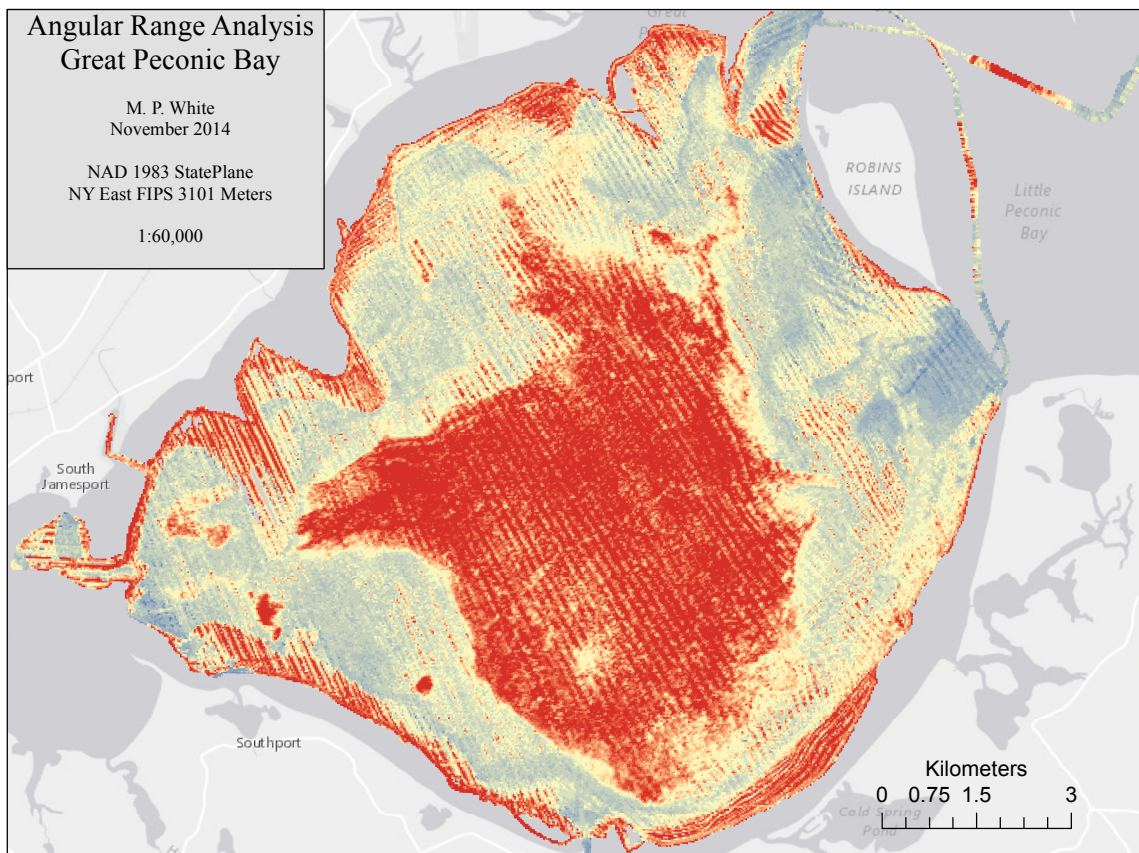 Angular Range Analysis
Great Peconic Bay
M. P. White
November 2014
NAD 1983 StatePlane
NY East FIPS 3101 Meters
1:60,000
Great
ROBINS
ISLAND
Little
Peconic
Bay
port
South
Jamesport
Southport
Kilometers
0 0.75 1.5 3
Cold Spring
Pond